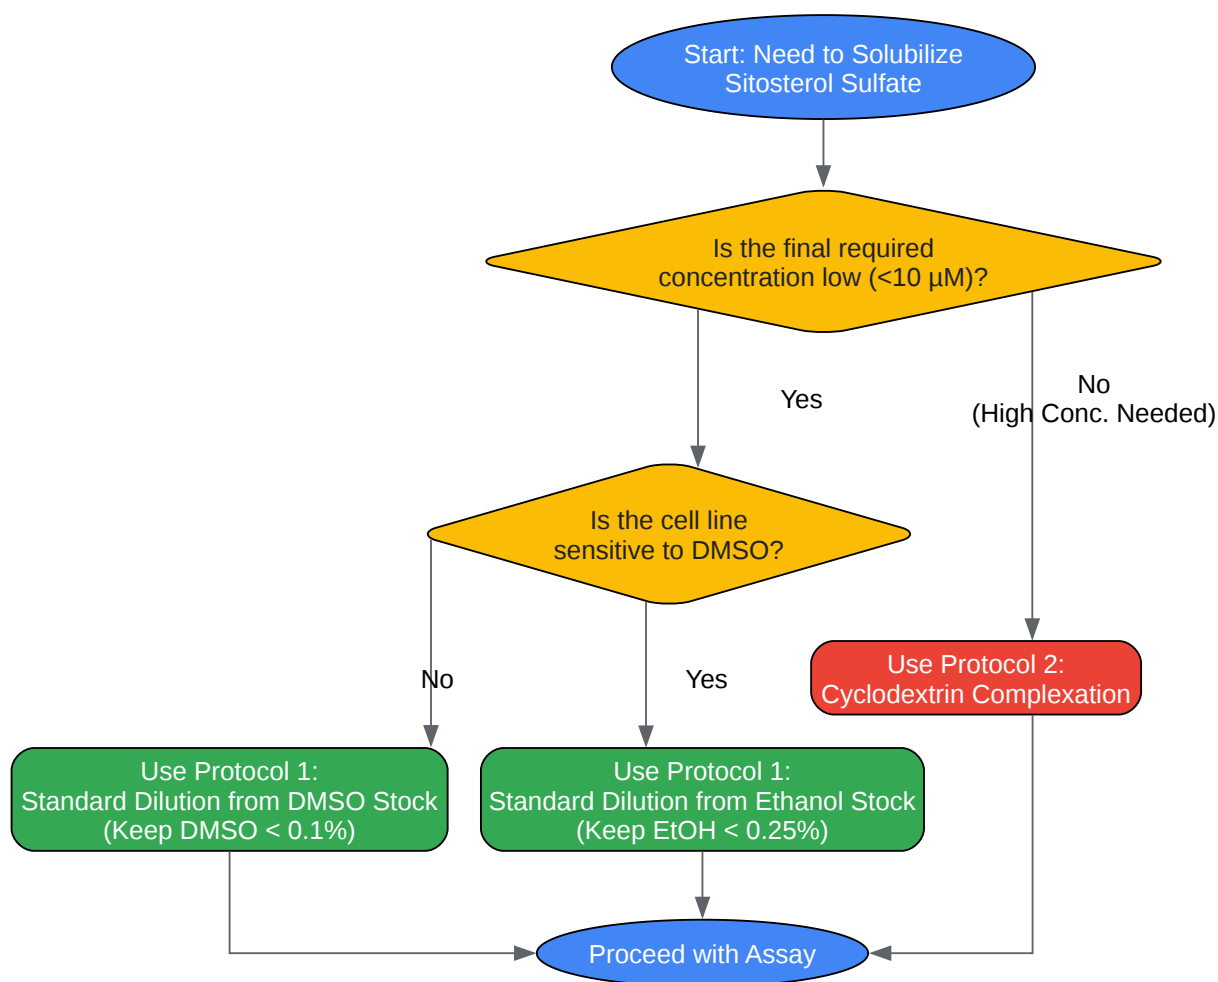 Start: Need to Solubilize
Sitosterol Sulfate
Is the final required
concentration low (<10 µM)?
Yes
No
(High Conc. Needed)
Is the cell line
sensitive to DMSO?
No
Yes
Use Protocol 2:
Cyclodextrin Complexation
Use Protocol 1:
Standard Dilution from DMSO Stock
(Keep DMSO < 0.1%)
Use Protocol 1:
Standard Dilution from Ethanol Stock
(Keep EtOH < 0.25%)
Proceed with Assay